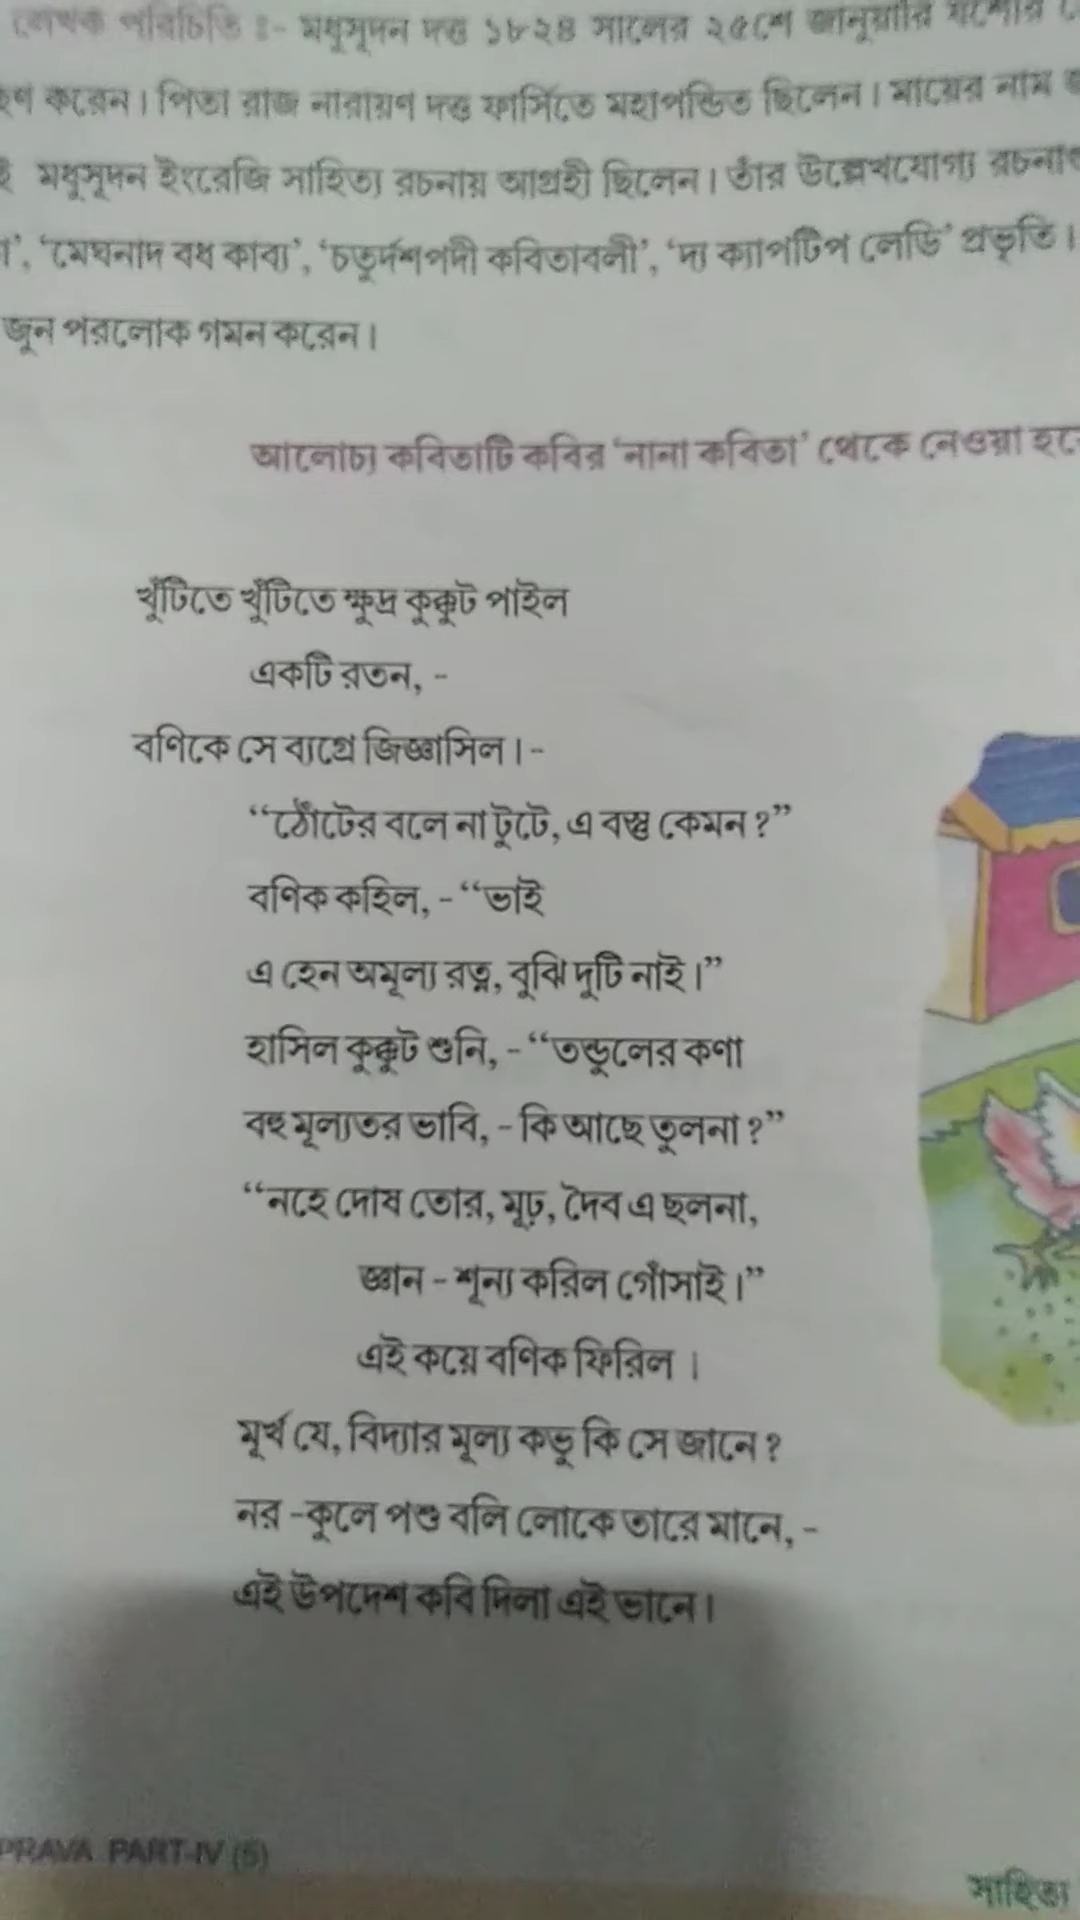 লেখক পরিচিতি :- মধুসূদন দত্ত ১৮২৪ সালের ২৫শে জানুয়ারি যশোর
করেন। পিতা রাজ নারায়ণ দত্ত ফার্সিতে মহাপন্ডিত ছিলেন। মায়ের নাম
মধুসূদন ইংরেজি সাহিত্য রচনায় আগ্রহী ছিলেন। তাঁর উল্লেখযোগ্য
'মেঘনাদ বধ কাব্য', 'চতুর্দশপদী কবিতাবলী', 'দ্য ক্যাপটিপ লেডি' প্রভৃতি।
জুন পরলোক গমন করেন।
আলোচ্য কবিতাটি কবির 'নানা কবিতা' থেকে নেওয়া
খুঁটিতে খুঁটিতে ক্ষুদ্র কুক্কুট পাইল
একটি রতন, -
বণিকে সে ব্যগ্রে জিজ্ঞাসিল। -
“ঠোঁটের বলে না টুটে, এ বস্তু কেমন ?”
বণিক কহিল, - “ভাই
এ হেন অমূল্য রত্ন, বুঝি দুটি নাই।”
হাসিল কুক্কুট শুনি, - “তন্ডুলের কণা
বহু মূল্যতর ভাবি, - কি আছে তুলনা ?”
“নহে দোষ তোর, মূঢ়, দৈব এ ছলনা,
জ্ঞান - শূন্য করিল গোঁসাই।”
এই কয়ে বণিক ফিরিল ।
মূর্খ যে, বিদ্যার মূল্য কভু কি সে জানে ?
নর -কুলে পশু বলি লোকে তারে মানে, -
এই উপদেশ কবি দিলা এই ভানে।
PRAVA PART-IV (5)
সাহিত্য